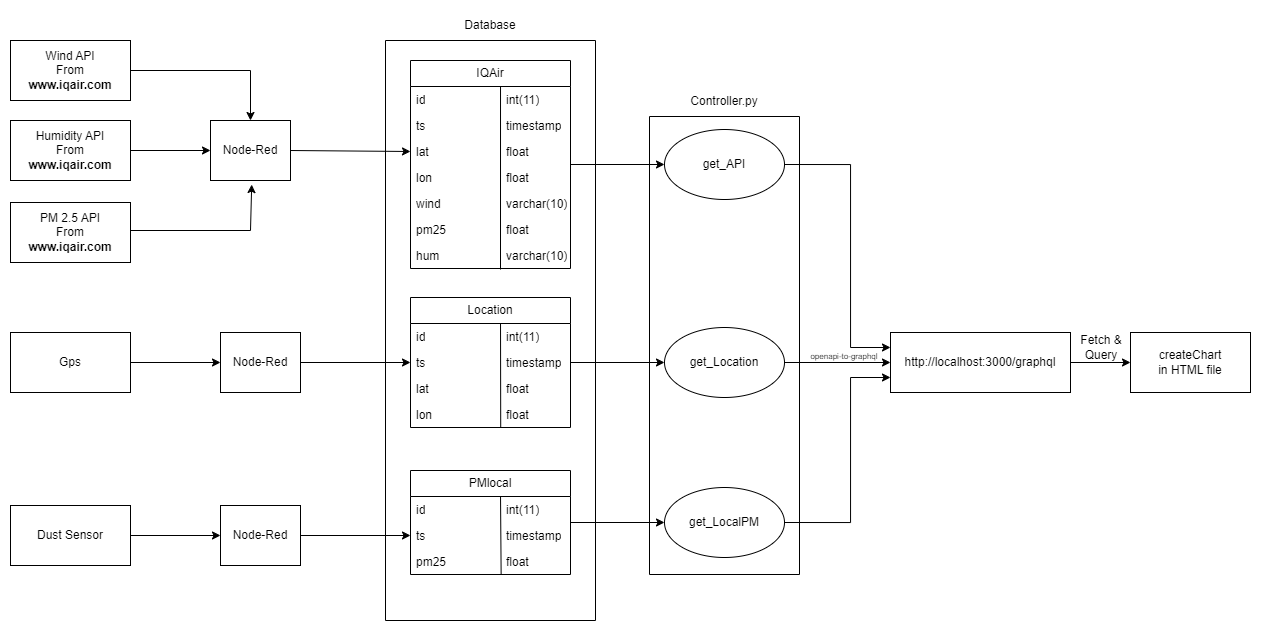 Database
Wind API
From
www.iqair.com
Humidity API
From
www.iqair.com
PM 2.5 API
From
www.iqair.com
Node-Red
IQAir
id int(11)
ts timestamp
lat float
lon float
wind varchar(10)
pm25 float
hum varchar(10)
Controller.py
get_API
Gps
Node-Red
Location
id int(11)
ts timestamp
lat float
lon float
get_Location
openapi-to-graphql
http://localhost:3000/graphql
Fetch &
Query
createChart
in HTML file
Dust Sensor
Node-Red
PMlocal
id int(11)
ts timestamp
pm25 float
get_LocalPM